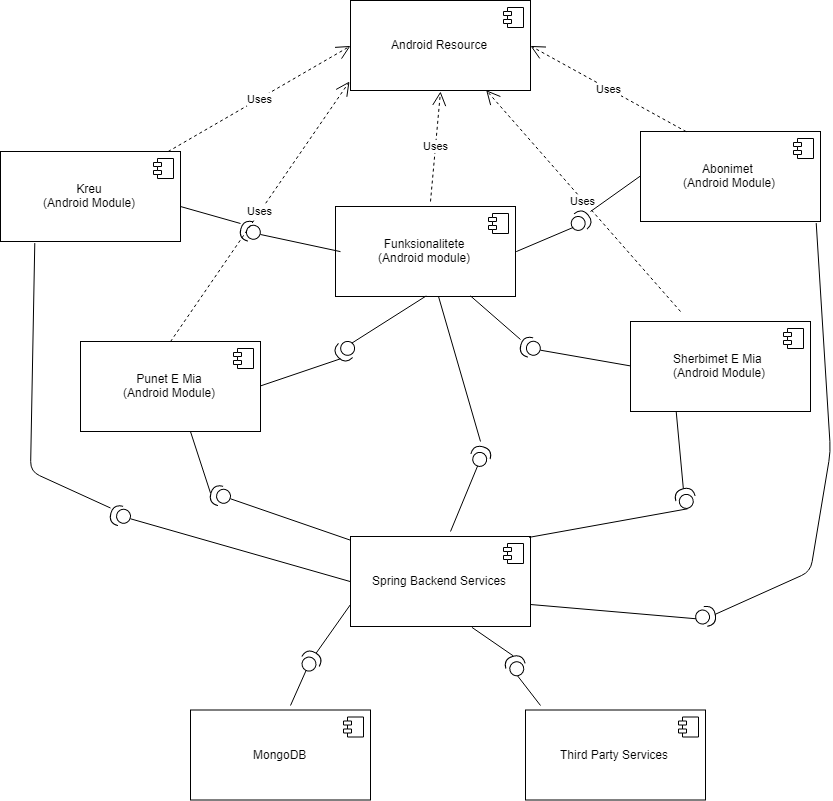 Android Resource
Uses
Uses
Uses
Abonimet
(Android Module)
Kreu
(Android Module)
Uses
Uses
Funksionalitete
(Android module)
Sherbimet E Mia
(Android Module)
Punet E Mia
(Android Module)
Spring Backend Services
MongoDB
Third Party Services